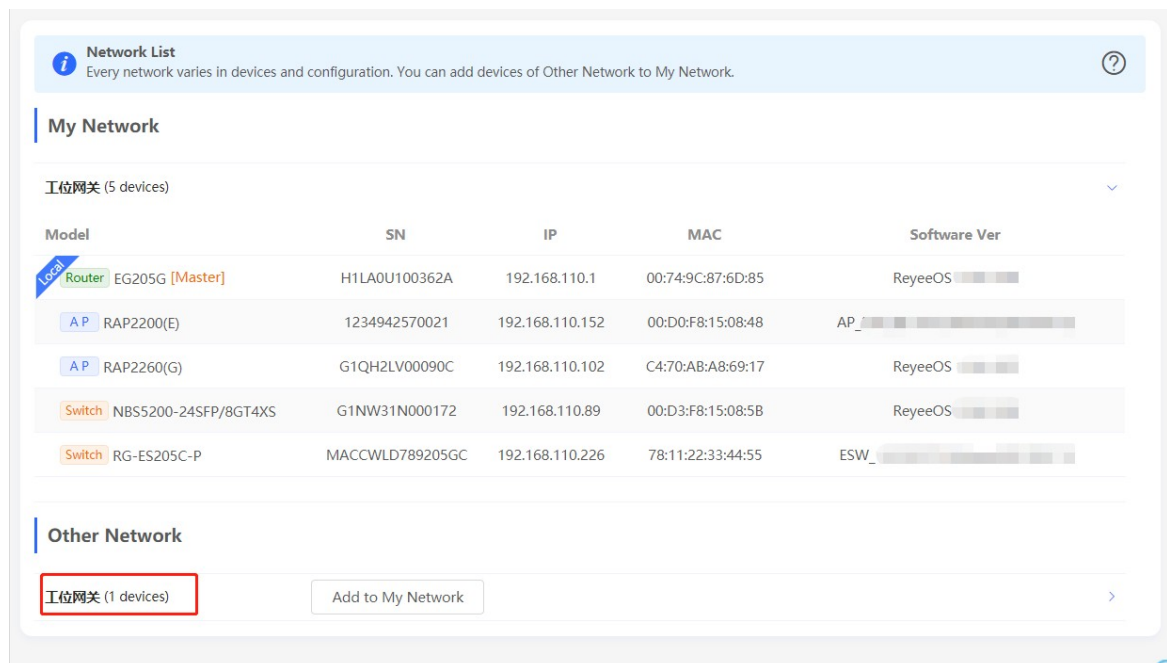 Network List
Every network varies in devices and configuration. You can add devices of Other Network to My Network.
My Network
工位网关 (5 devices)
Model SN IP MAC Software Ver
Local Router EG205G [Master] H1LA0U100362A 192.168.110.1 00:74:9C:87:6D:85 ReyeeOS
AP RAP2200(E) 1234942570021 192.168.110.152 00:D0:F8:15:08:48 AP_
AP RAP2260(G) G1QH2LV00090C 192.168.110.102 C4:70:AB:A8:69:17 ReyeeOS
Switch NBS5200-24SFP/8GT4XS G1NW31N000172 192.168.110.89 00:D3:F8:15:08:5B ReyeeOS
Switch RG-ES205C-P MACCWLD789205GC 192.168.110.226 78:11:22:33:44:55 ESW_
Other Network
工位网关 (1 devices) Add to My Network